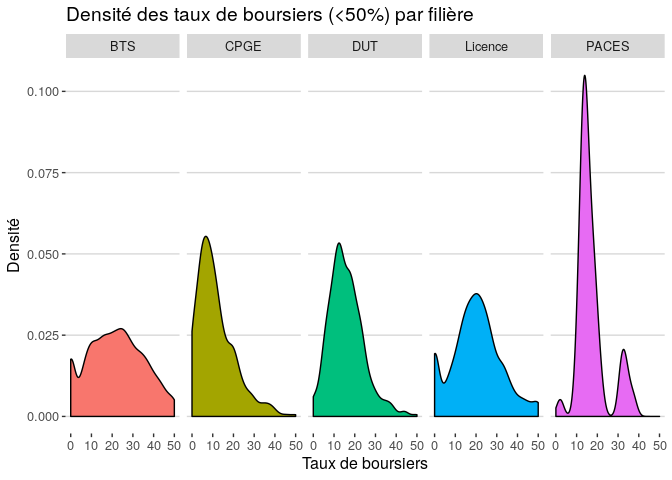 Densité des taux de boursiers (<50%) par filière
BTS CPGE DUT Licence PACES
0.100
0.075
0.050
0.025
0.000
Densité
0 10 20 30 40 50 0 10 20 30 40 50 0 10 20 30 40 50 0 10 20 30 40 50 0 10 20 30 40 50
Taux de boursiers